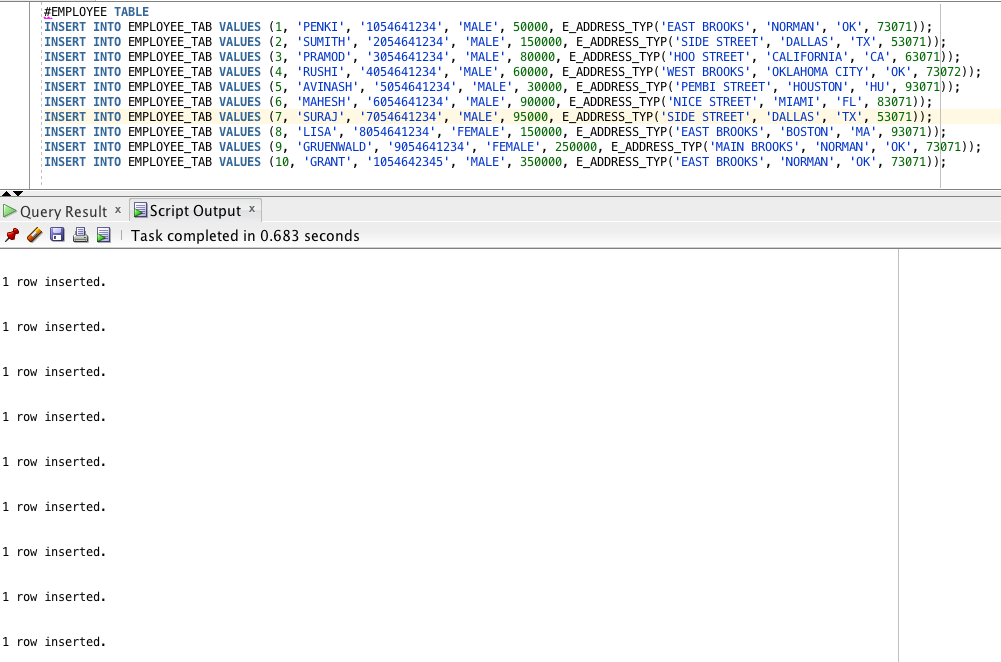 #EMPLOYEE TABLE
INSERT INTO EMPLOYEE_TAB VALUES (1, 'PENKI', '1054641234', 'MALE', 50000, E_ADDRESS_TYP('EAST BROOKS', 'NORMAN', 'OK', 73071));
INSERT INTO EMPLOYEE_TAB VALUES (2, 'SUMITH', '2054641234', 'MALE', 150000, E_ADDRESS_TYP('SIDE STREET', 'DALLAS', 'TX', 53071));
INSERT INTO EMPLOYEE_TAB VALUES (3, 'PRAMOD', '3054641234', 'MALE', 80000, E_ADDRESS_TYP('HOO STREET', 'CALIFORNIA', 'CA', 63071));
INSERT INTO EMPLOYEE_TAB VALUES (4, 'RUSHI', '4054641234', 'MALE', 60000, E_ADDRESS_TYP('WEST BROOKS', 'OKLAHOMA CITY', 'OK', 73072));
INSERT INTO EMPLOYEE_TAB VALUES (5, 'AVINASH', '5054641234', 'MALE', 30000, E_ADDRESS_TYP('PEMBI STREET', 'HOUSTON', 'HU', 93071));
INSERT INTO EMPLOYEE_TAB VALUES (6, 'MAHESH', '6054641234', 'MALE', 90000, E_ADDRESS_TYP('NICE STREET', 'MIAMI', 'FL', 83071));
INSERT INTO EMPLOYEE_TAB VALUES (7, 'SURAJ', '7054641234', 'MALE', 95000, E_ADDRESS_TYP('SIDE STREET', 'DALLAS', 'TX', 53071));
INSERT INTO EMPLOYEE_TAB VALUES (8, 'LISA', '8054641234', 'FEMALE', 150000, E_ADDRESS_TYP('EAST BROOKS', 'BOSTON', 'MA', 93071));
INSERT INTO EMPLOYEE_TAB VALUES (9, 'GRUENWALD', '9054641234', 'FEMALE', 250000, E_ADDRESS_TYP('MAIN BROOKS', 'NORMAN', 'OK', 73071));
INSERT INTO EMPLOYEE_TAB VALUES (10, 'GRANT', '1054642345', 'MALE', 350000, E_ADDRESS_TYP('EAST BROOKS', 'NORMAN', 'OK', 73071));
Query Result x Script Output x
Task completed in 0.683 seconds
1 row inserted.
1 row inserted.
1 row inserted.
1 row inserted.
1 row inserted.
1 row inserted.
1 row inserted.
1 row inserted.
1 row inserted.